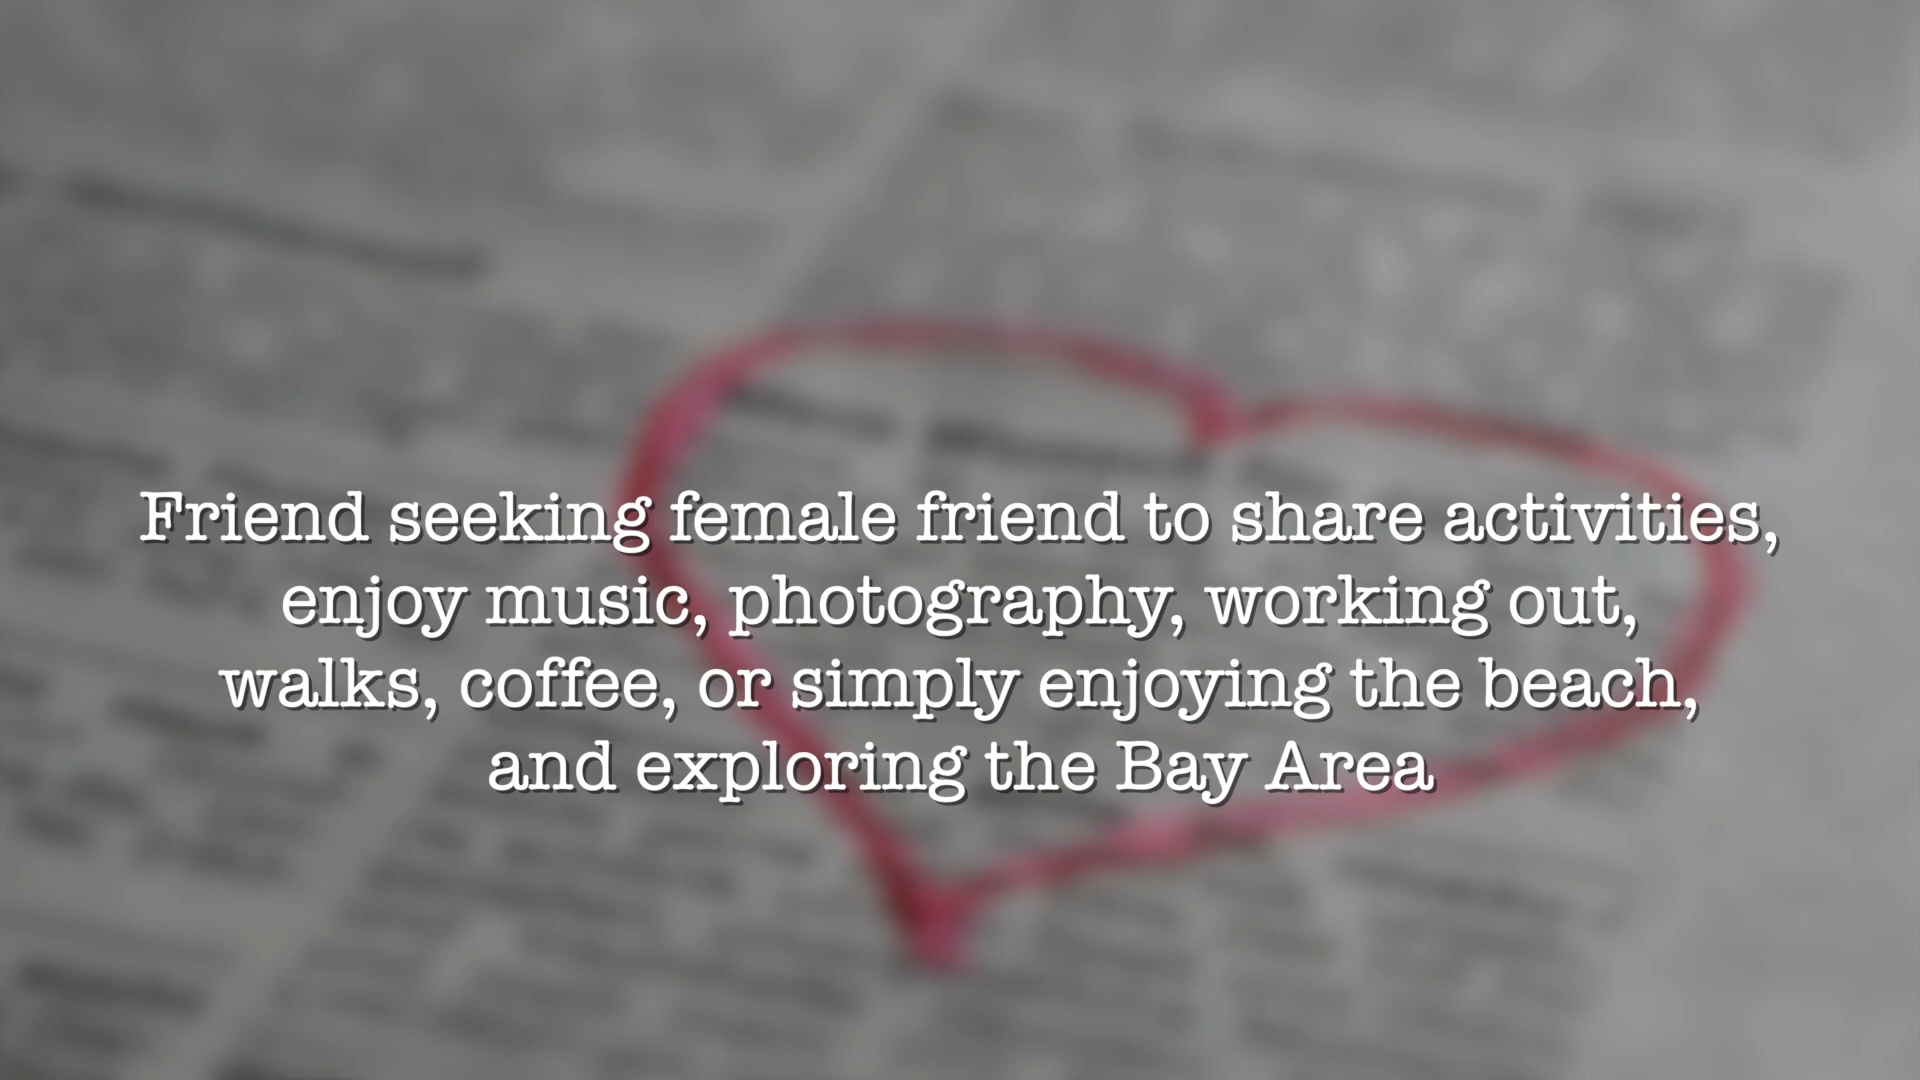 Friend seeking female friend to share activities,
enjoy music, photography, working out,
walks, coffee, or simply enjoying the beach,
and exploring the Bay Area